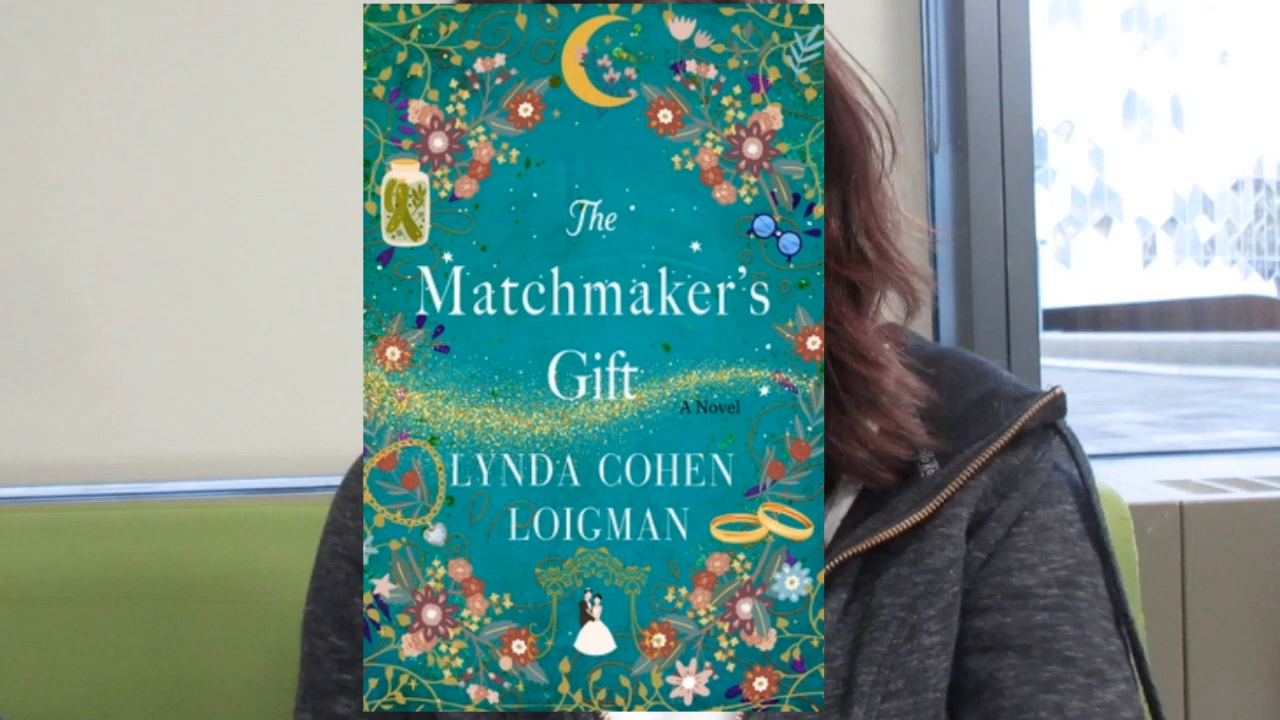 The
Matchmaker's
Gift
A Novel
LYNDA COHEN
LOIGMAN